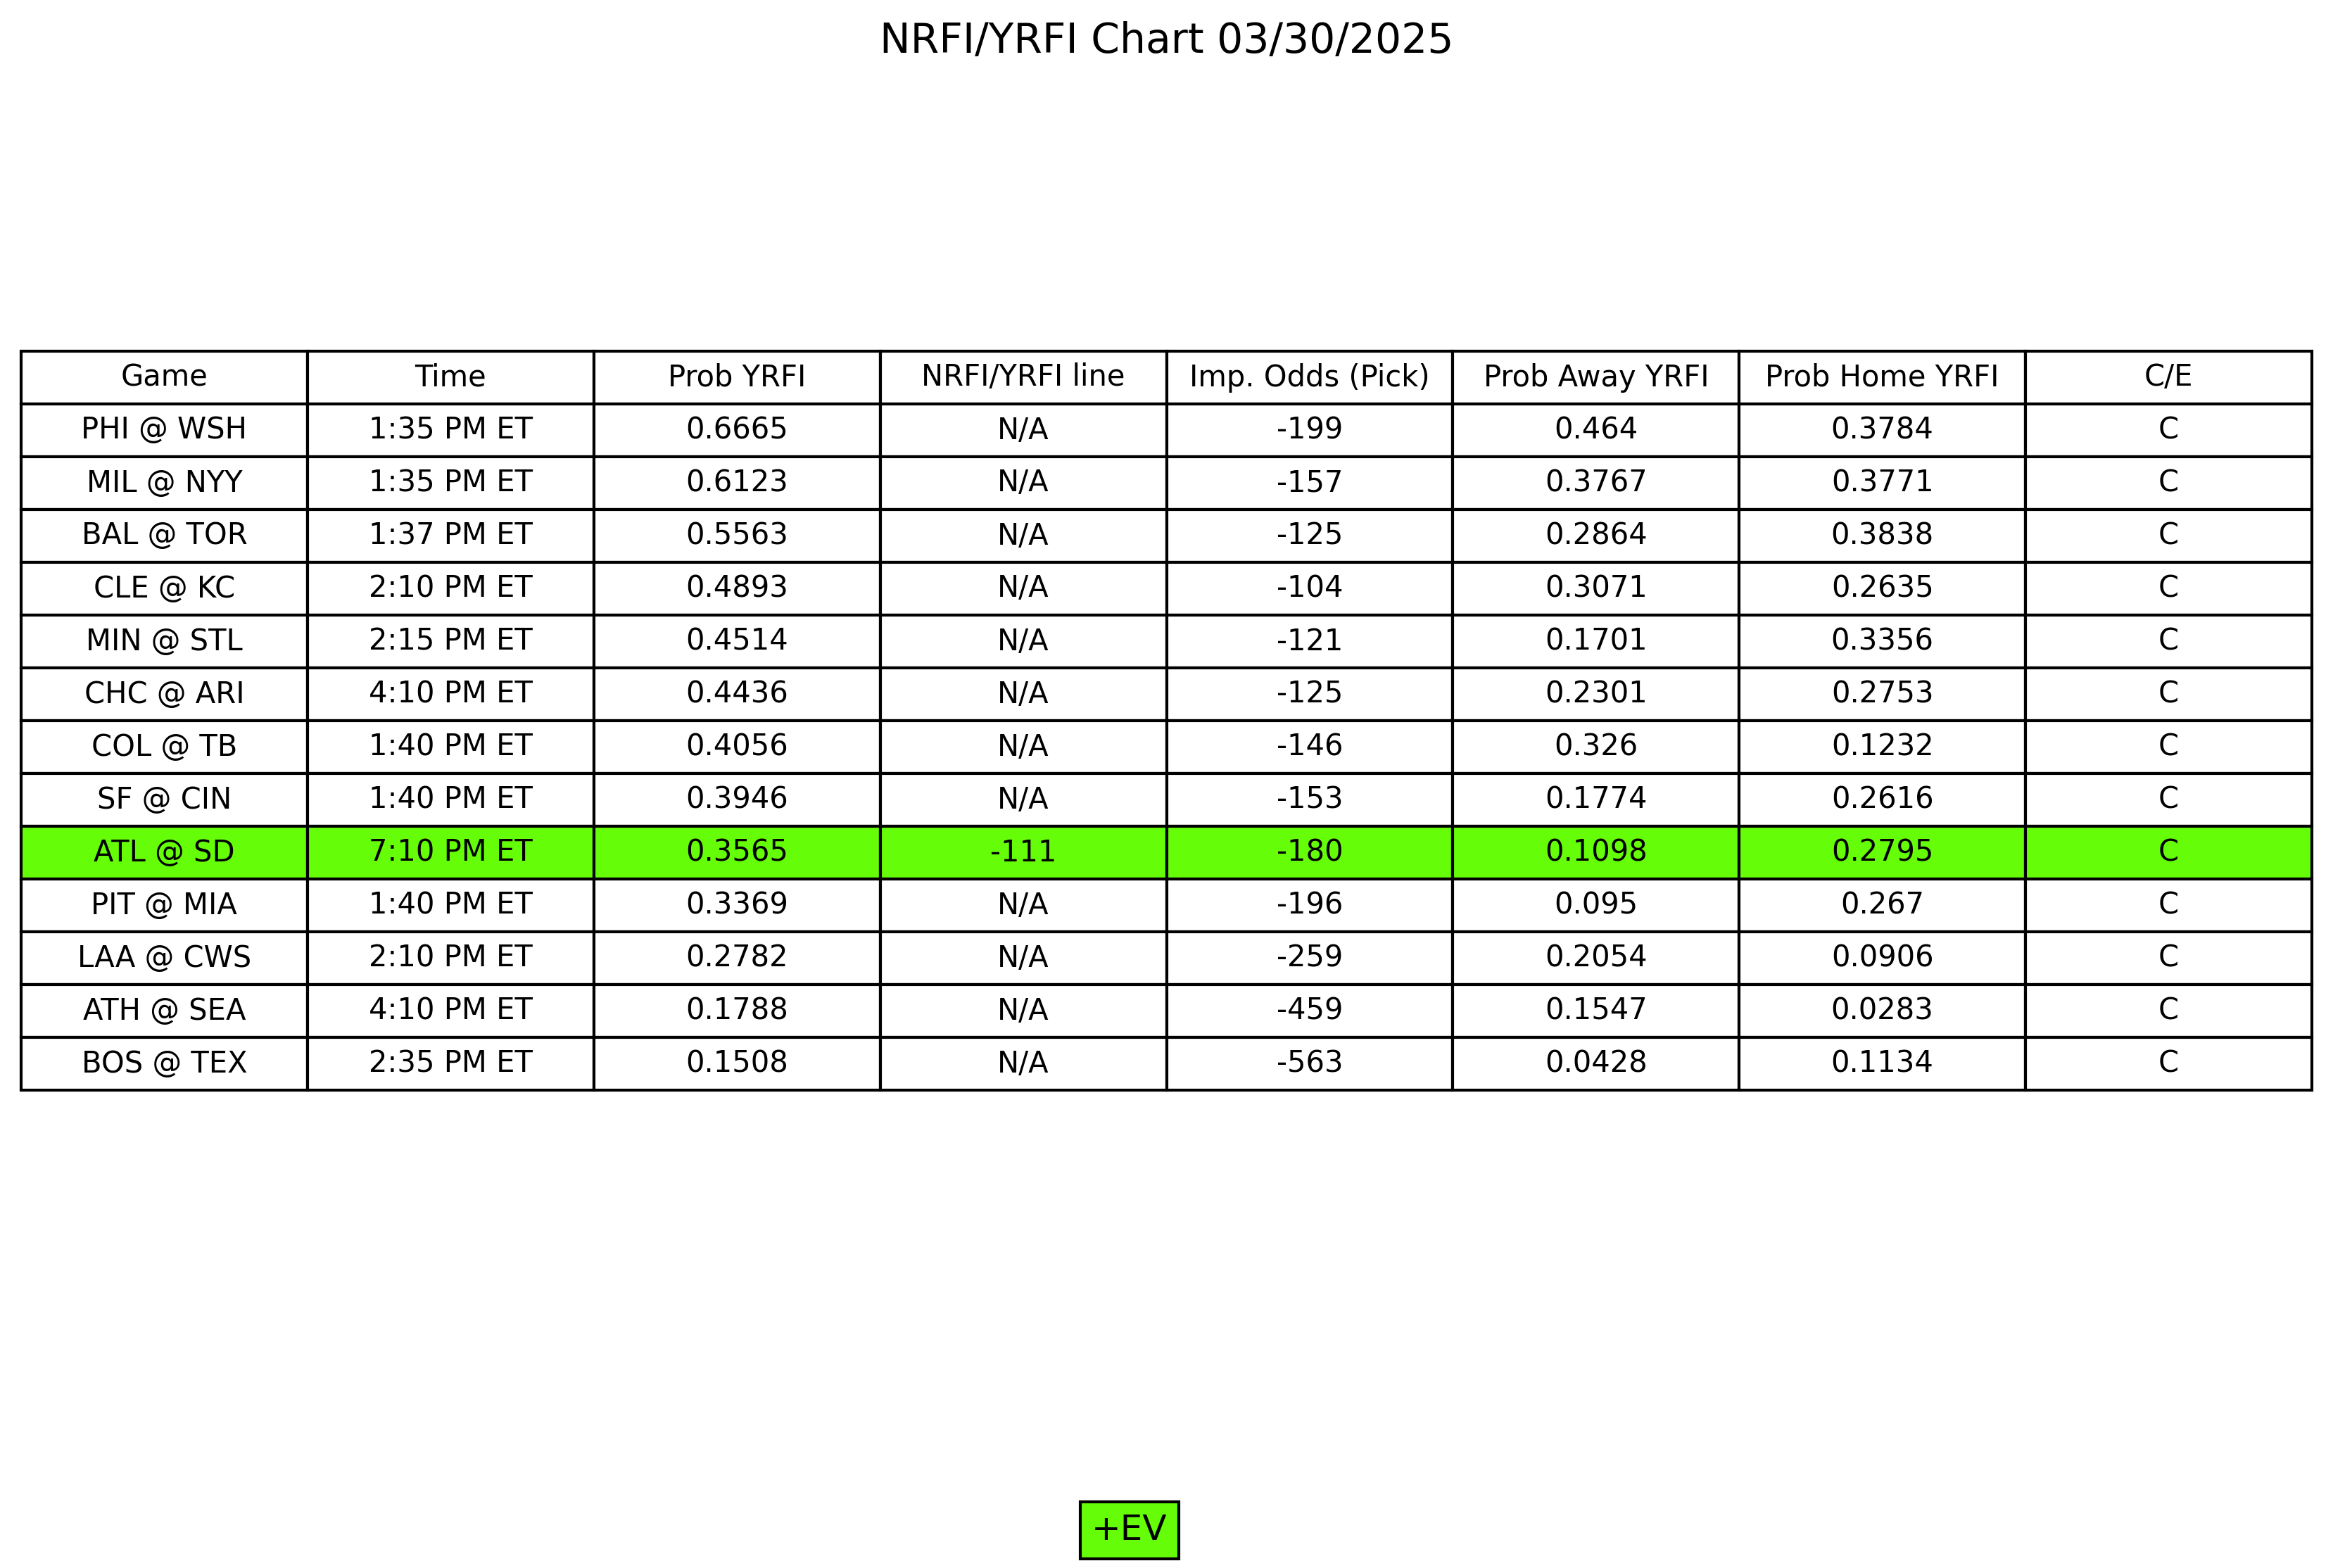 NRFI/YRFI Chart 03/30/2025
Game Time Prob YRFI NRFI/YRFI line Imp. Odds (Pick) Prob Away YRFI Prob Home YRFI C/E
PHI @ WSH 1:35 PM ET 0.6665 N/A -199 0.464 0.3784 C
MIL @ NYY 1:35 PM ET 0.6123 N/A -157 0.3767 0.3771 C
BAL @ TOR 1:37 PM ET 0.5563 N/A -125 0.2864 0.3838 C
CLE @ KC 2:10 PM ET 0.4893 N/A -104 0.3071 0.2635 C
MIN @ STL 2:15 PM ET 0.4514 N/A -121 0.1701 0.3356 C
CHC @ ARI 4:10 PM ET 0.4436 N/A -125 0.2301 0.2753 C
COL @ TB 1:40 PM ET 0.4056 N/A -146 0.326 0.1232 C
SF @ CIN 1:40 PM ET 0.3946 N/A -153 0.1774 0.2616 C
ATL @ SD 7:10 PM ET 0.3565 -111 -180 0.1098 0.2795 C
PIT @ MIA 1:40 PM ET 0.3369 N/A -196 0.095 0.267 C
LAA @ CWS 2:10 PM ET 0.2782 N/A -259 0.2054 0.0906 C
ATH @ SEA 4:10 PM ET 0.1788 N/A -459 0.1547 0.0283 C
BOS @ TEX 2:35 PM ET 0.1508 N/A -563 0.0428 0.1134 C
+EV